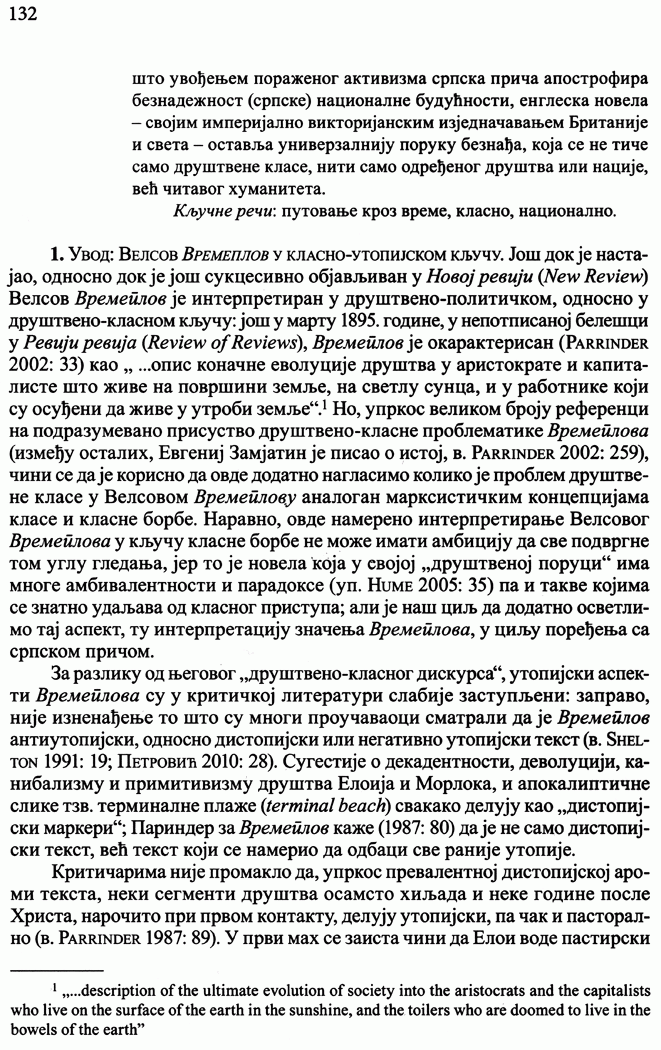 132
што увођењем пораженог активизма српска прича апострофира
безнадежност (српске) националне будућности, енглеска новела
– својим империјално викторијанским изједначавањем Британије
и света – оставља универзалнију поруку безнађа, која се не тиче
само друштвене класе, нити само одређеног друштва или нације,
већ читавог хуманитета.
Кључне речи: путовање кроз време, класно, национално.
1. Увод: Велсов Времеплов у класно-утопијском кључу. Још док је наста-
јао, односно док је још сукцесивно објављиван у Новој ревији (New Review)
Велсов Времеплов је интерпретиран у друштвено-политичком, односно у
друштвено-класном кључу: још у марту 1895. године, у непотписаној белешци
у Ревији ревија (Review of Reviews), Времеплов је окарактерисан (Parrinder
2002: 33) као „ ...опис коначне еволуције друштва у аристократе и капита-
листе што живе на површини земље, на светлу сунца, и у работнике који
су осуђени да живе у утроби земље“.¹ Но, упркос великом броју референци
на подразумевано присуство друштвено-класне проблематике Времеплова
(између осталих, Евгениј Замјатин је писао о истој, в. Parrinder 2002: 259),
чини се да је корисно да овде додатно нагласимо колико је проблем друштве-
не класе у Велсовом Времеплову аналоган марксистичким концепцијама
класе и класне борбе. Наравно, овде намерено интерпретирање Велсовог
Времеплова у кључу класне борбе не може имати амбицију да све подвргне
том углу гледања, јер то је новела која у евојој „друштвеној поруци“ има
многе амбивалентности и парадоксе (уп. Hume 2005: 35) па и такве којима
се знатно удаљава од класног приступа; али је наш циљ да додатно осветли-
мо тај аспект, ту интерпретацију значења Времеплова, у циљу поређења са
српском причом.
За разлику од његовог „друштвено-класног дискурса“, утопијски аспек-
ти Времеплова су у критичкој литератури слабије заступљени: заправо,
није изненађење то што су многи проучаваоци сматрали да је Времеплов
антиутопијски, односно дистопијски или негативно утопијски текст (в. Shel-
ton 1991: 19; Петровић 2010: 28). Сугестије о декадентности, деволуцији, ка-
нибализму и примитивизму друштва Елоија и Морлока, и апокалиптичне
слике тзв. терминалне плаже (terminal beach) свакако делују као „дистопиј-
ски маркери“; Париндер за Времеплов каже (1987: 80) да је не само дистопиј-
ски текст, већ текст који се намерио да одбаци све раније утопије.
Критичарима није промакло да, упркос превалентној дистопијској аро-
ми текста, неки сегменти друштва осамсто хиљада и неке године после
Христа, нарочито при првом контакту, делују утопијски, па чак и пасторал-
но (в. Parrinder 1987: 89). У први мах се заиста чини да Елои воде пастирски
¹ „...description of the ultimate evolution of society into the aristocrats and the capitalists
who live on the surface of the earth in the sunshine, and the toilers who are doomed to live in the
bowels of the earth”